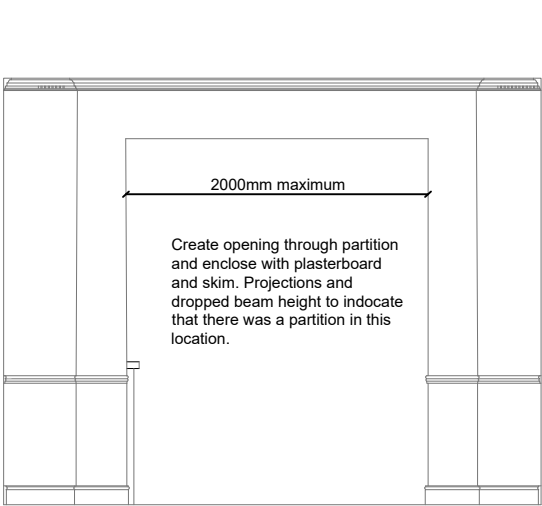 2000mm maximum
Create opening through partition
and enclose with plasterboard
and skim. Projections and
dropped beam height to indocate
that there was a partition in this
location.